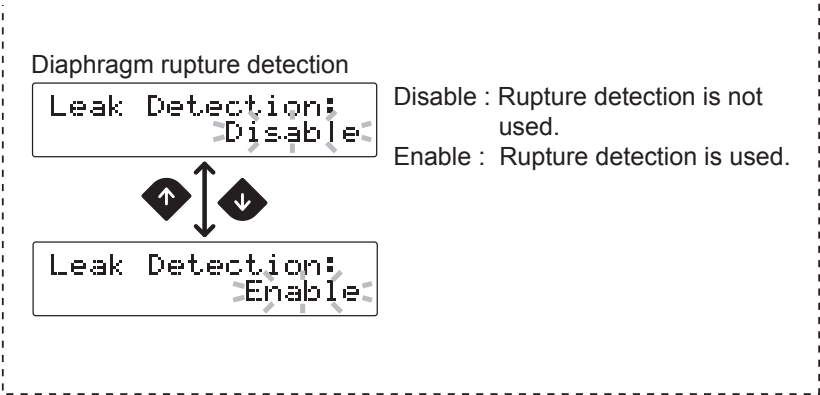 Diaphragm rupture detection
Leak Detection:
Disable
Disable : Rupture detection is not
used.
Enable : Rupture detection is used.
Leak Detection:
Enable